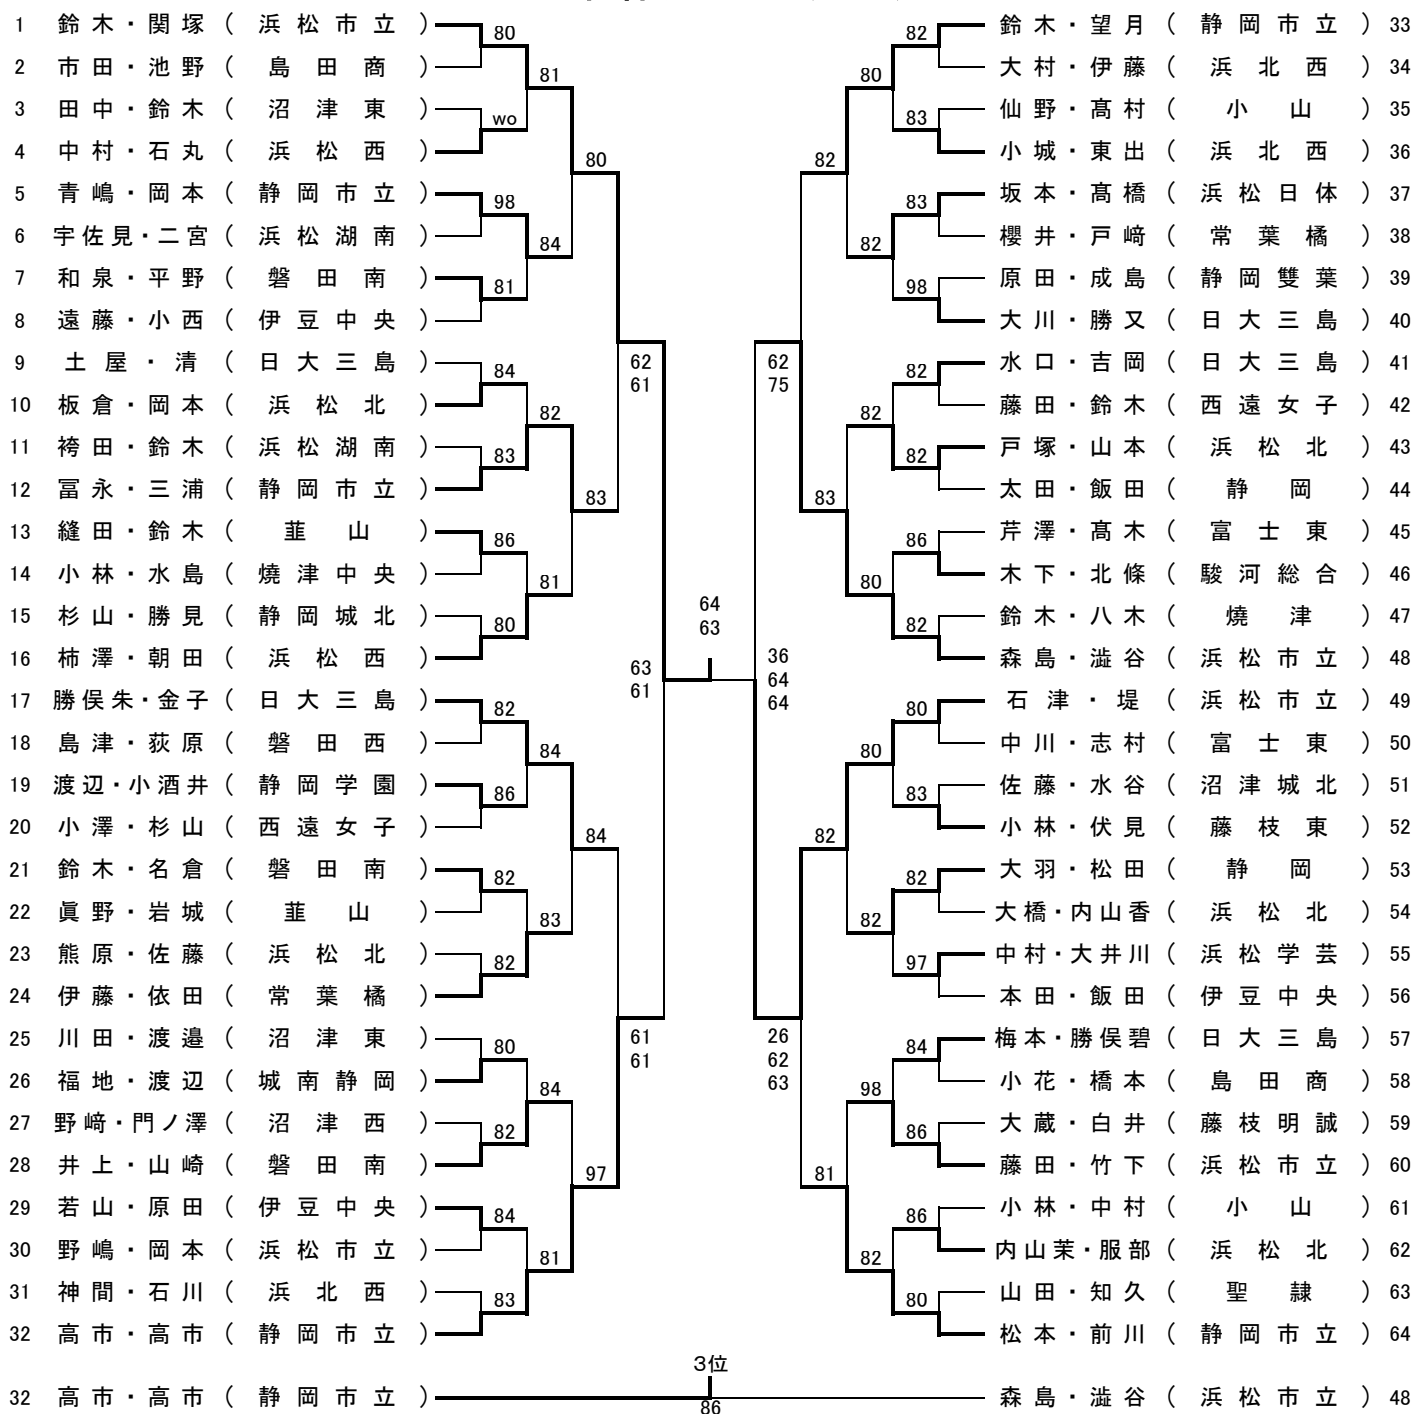 1 鈴木・関塚 ( 浜松市立 )
2 市田・池野 ( 島田商 )
3 田中・鈴木 ( 沼津東 )
4 中村・石丸 ( 浜松西 )
5 青嶋・岡本 ( 静岡市立 )
6 宇佐見・二宮 ( 浜松湖南 )
7 和泉・平野 ( 磐田南 )
8 遠藤・小西 ( 伊豆中央 )
9 土屋・清 ( 日大三島 )
10 板倉・岡本 ( 浜松北 )
11 袴田・鈴木 ( 浜松湖南 )
12 冨永・三浦 ( 静岡市立 )
13 縫田・鈴木 ( 韮山 )
14 小林・水島 ( 焼津中央 )
15 杉山・勝見 ( 静岡城北 )
16 柿澤・朝田 ( 浜松西 )
17 勝俣朱・金子 ( 日大三島 )
18 島津・荻原 ( 磐田西 )
19 渡辺・小酒井 ( 静岡学園 )
20 小澤・杉山 ( 西遠女子 )
21 鈴木・名倉 ( 磐田南 )
22 眞野・岩城 ( 韮山 )
23 熊原・佐藤 ( 浜松北 )
24 伊藤・依田 ( 常葉橘 )
25 川田・渡邉 ( 沼津東 )
26 福地・渡辺 ( 城南静岡 )
27 野﨑・門ノ澤 ( 沼津西 )
28 井上・山崎 ( 磐田南 )
29 若山・原田 ( 伊豆中央 )
30 野嶋・岡本 ( 浜松市立 )
31 神間・石川 ( 浜北西 )
32 高市・高市 ( 静岡市立 )
80
wo
98
81
84
83
86
80
82
86
82
82
80
82
84
83
81
84
82
81
84
83
84
81
80
83
84
97
62
61
61
61
63
61
64
63
36
64
64
62
75
26
62
63
82
83
82
81
80
82
82
80
80
82
98
82
82
83
83
98
82
82
86
82
80
83
82
97
84
86
86
80
鈴木・望月 ( 静岡市立 ) 33
大村・伊藤 ( 浜北西 ) 34
仙野・髙村 ( 小山 ) 35
小城・東出 ( 浜北西 ) 36
坂本・髙橋 ( 浜松日体 ) 37
櫻井・戸﨑 ( 常葉橘 ) 38
原田・成島 ( 静岡雙葉 ) 39
大川・勝又 ( 日大三島 ) 40
水口・吉岡 ( 日大三島 ) 41
藤田・鈴木 ( 西遠女子 ) 42
戸塚・山本 ( 浜松北 ) 43
太田・飯田 ( 静岡 ) 44
芹澤・髙木 ( 富士東 ) 45
木下・北條 ( 駿河総合 ) 46
鈴木・八木 ( 焼津 ) 47
森島・澁谷 ( 浜松市立 ) 48
石津・堤 ( 浜松市立 ) 49
中川・志村 ( 富士東 ) 50
佐藤・水谷 ( 沼津城北 ) 51
小林・伏見 ( 藤枝東 ) 52
大羽・松田 ( 静岡 ) 53
大橋・内山香 ( 浜松北 ) 54
中村・大井川 ( 浜松学芸 ) 55
本田・飯田 ( 伊豆中央 ) 56
梅本・勝俣碧 ( 日大三島 ) 57
小花・橋本 ( 島田商 ) 58
大蔵・白井 ( 藤枝明誠 ) 59
藤田・竹下 ( 浜松市立 ) 60
小林・中村 ( 小山 ) 61
内山茉・服部 ( 浜松北 ) 62
山田・知久 ( 聖隷 ) 63
松本・前川 ( 静岡市立 ) 64
3位
32 高市・高市 ( 静岡市立 ) 86 森島・澁谷 ( 浜松市立 ) 48